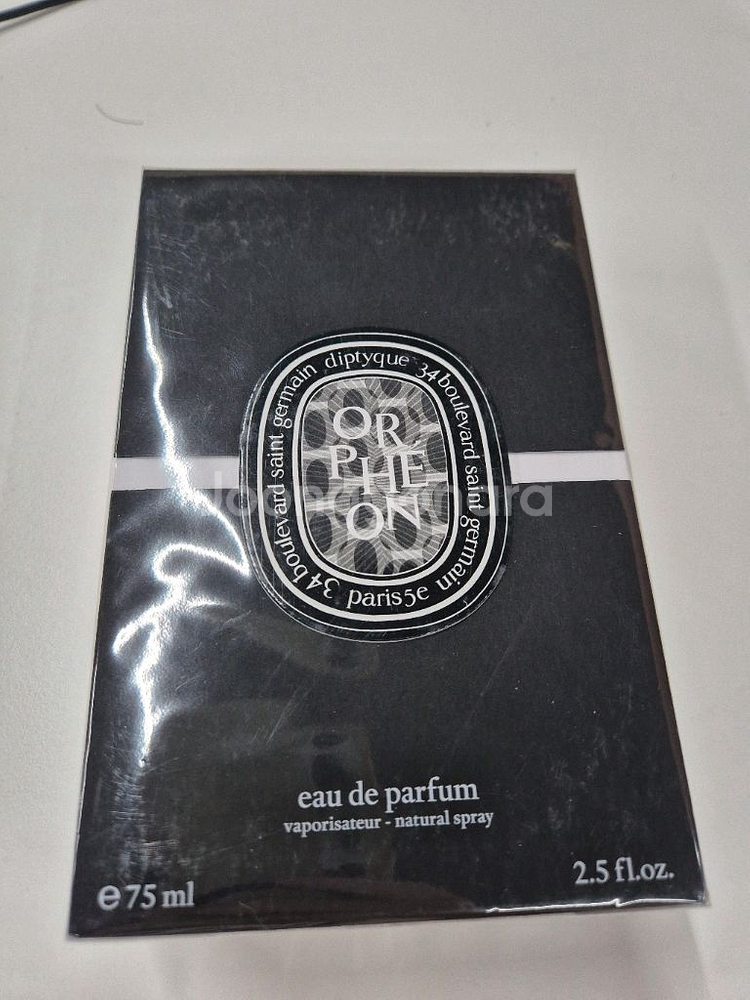 34 boulevard saint germain diptyque 34 boulevard saint germain
paris 5e
OR
PHÉ
ON
eau de parfum
vaporisateur - natural spray
e 75 ml
2.5 fl.oz.